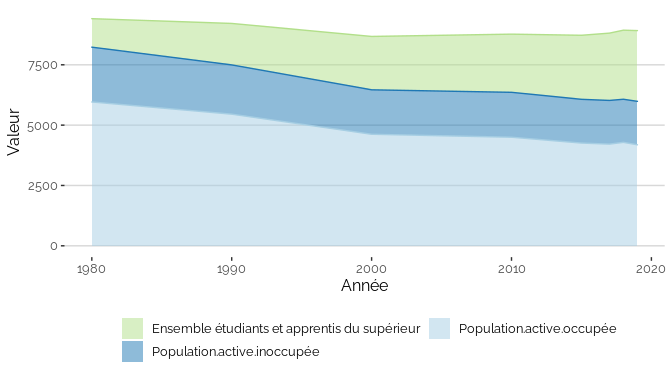 7500
5000
2500
0
Valeur
1980 1990 2000 2010 2020
Année
Ensemble étudiants et apprentis du supérieur Population.active.occupée
Population.active.inoccupée